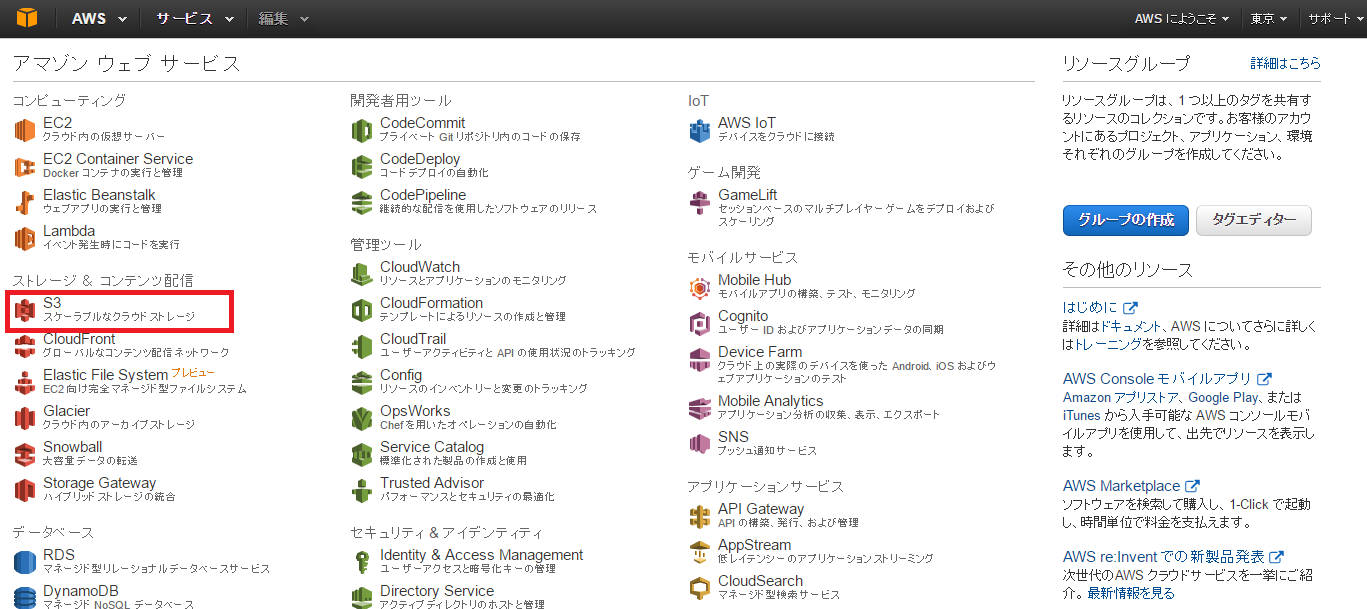 AWS サービス 編集 AWS にようこそ 東京 サポート
アマゾン ウェブ サービス
コンピューティング
EC2
クラウド内の仮想サーバー
EC2 Container Service
Docker コンテナの実行と管理
Elastic Beanstalk
ウェブアプリの実行と管理
Lambda
イベント発生時にコードを実行
ストレージ & コンテンツ配信
S3
スケーラブルなクラウドストレージ
CloudFront
グローバルなコンテンツ配信ネットワーク
Elastic File System プレビュー
EC2 向け完全マネージド型ファイルシステム
Glacier
クラウド内のアーカイブストレージ
Snowball
大容量データの転送
Storage Gateway
ハイブリッドストレージの統合
データベース
RDS
マネージド型リレーショナルデータベースサービス
DynamoDB
マネージド NoSQL データベース
開発者用ツール
CodeCommit
プライベート Git リポジトリ内のコードの保存
CodeDeploy
コードデプロイの自動化
CodePipeline
継続的な配信を使用したソフトウェアのリリース
管理ツール
CloudWatch
リソースとアプリケーションのモニタリング
CloudFormation
テンプレートによるリソースの作成と管理
CloudTrail
ユーザーアクティビティと API の使用状況のトラッキング
Config
リソースのインベントリーと変更のトラッキング
OpsWorks
Chef を用いたオペレーションの自動化
Service Catalog
標準化された製品の作成と使用
Trusted Advisor
パフォーマンスとセキュリティの最適化
セキュリティ & アイデンティティ
Identity & Access Management
ユーザーアクセスと暗号化キーの管理
Directory Service
アクティブディレクトリのホストと管理
IoT
AWS IoT
デバイスをクラウドに接続
ゲーム開発
GameLift
セッションベースのマルチプレイヤーゲームをデプロイおよび
スケーリング
モバイルサービス
Mobile Hub
モバイルアプリの構築、テスト、モニタリング
Cognito
ユーザー ID およびアプリケーションデータの同期
Device Farm
クラウド上の実際のデバイスを使った Android、iOS およびウ
ェブアプリケーションのテスト
Mobile Analytics
アプリケーション分析の収集、表示、エクスポート
SNS
プッシュ通知サービス
アプリケーションサービス
API Gateway
API の構築、発行、および管理
AppStream
低レイテンシーのアプリケーションストリーミング
CloudSearch
マネージド型検索サービス
リソースグループ 詳細はこちら
リソースグループは、1 つ以上のタグを共有す
るリソースのコレクションです。お客様のアカウ
ントにあるプロジェクト、アプリケーション、環境
それぞれのグループを作成してください。
グループの作成 タグエディター
その他のリソース
はじめに
詳細はドキュメント、AWS についてさらに詳しく
はトレーニングを参照してください。
AWS Console モバイルアプリ
Amazon アプリストア、Google Play、または
iTunes から入手可能な AWS コンソールモバ
イルアプリを使用して、出先でリソースを表示し
ます。
AWS Marketplace
ソフトウェアを検索して購入し、1-Click で起動
し、時間単位で料金を支払えます。
AWS re:Invent での新製品発表
次世代のAWS クラウドサービスを一挙にご紹
介。最新情報を見る